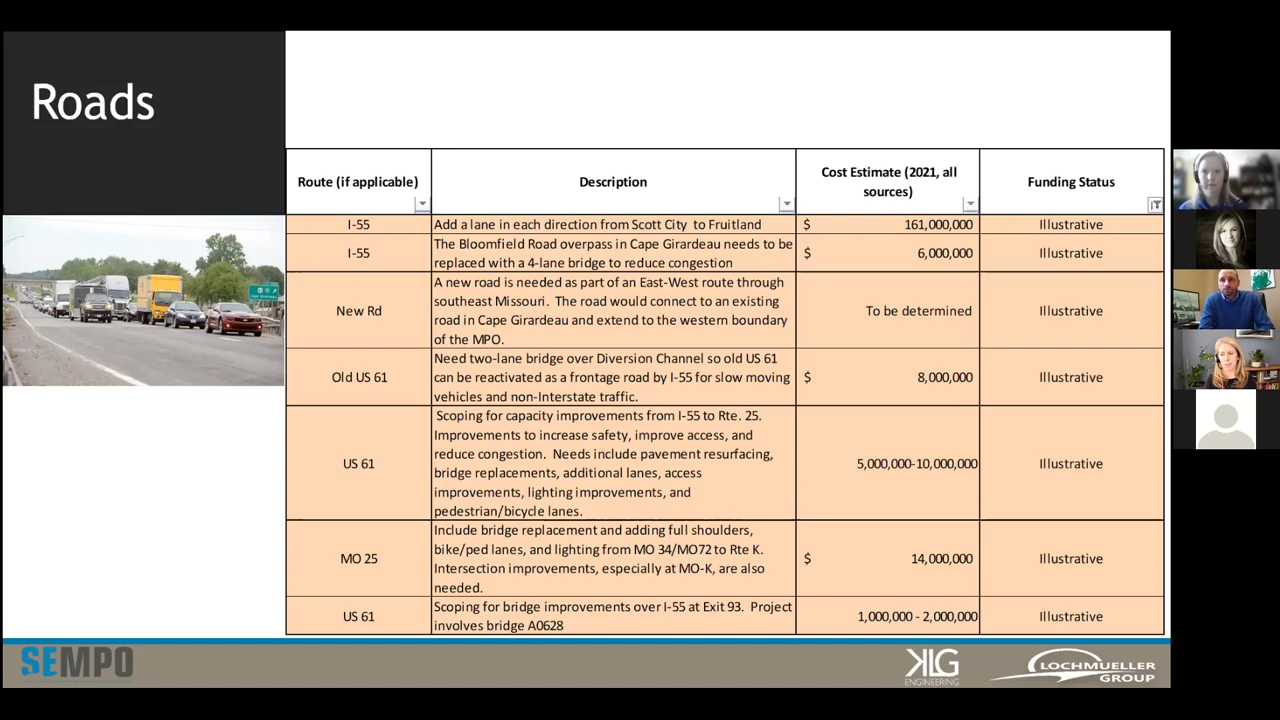 Roads
Route (if applicable)
Description
Cost Estimate (2021, all
sources)
Funding Status
I-55
Add a lane in each direction from Scott City to Fruitland
$ 161,000,000
Illustrative
I-55
The Bloomfield Road overpass in Cape Girardeau needs to be
replaced with a 4-lane bridge to reduce congestion
$ 6,000,000
Illustrative
New Rd
A new road is needed as part of an East-West route through
southeast Missouri. The road would connect to an existing
road in Cape Girardeau and extend to the western boundary
of the MPO.
To be determined
Illustrative
Old US 61
Need two-lane bridge over Diversion Channel so old US 61
can be reactivated as a frontage road by I-55 for slow moving
vehicles and non-Interstate traffic.
$ 8,000,000
Illustrative
US 61
Scoping for capacity improvements from I-55 to Rte. 25.
Improvements to increase safety, improve access, and
reduce congestion. Needs include pavement resurfacing,
bridge replacements, additional lanes, access
improvements, lighting improvements, and
pedestrian/bicycle lanes.
5,000,000-10,000,000
Illustrative
MO 25
Include bridge replacement and adding full shoulders,
bike/ped lanes, and lighting from MO 34/MO72 to Rte K.
Intersection improvements, especially at MO-K, are also
needed.
$ 14,000,000
Illustrative
US 61
Scoping for bridge improvements over I-55 at Exit 93. Project
involves bridge A0628
1,000,000 - 2,000,000
Illustrative
SEMPO
KLG
ENGINEERING
LOCHMUELLER
GROUP